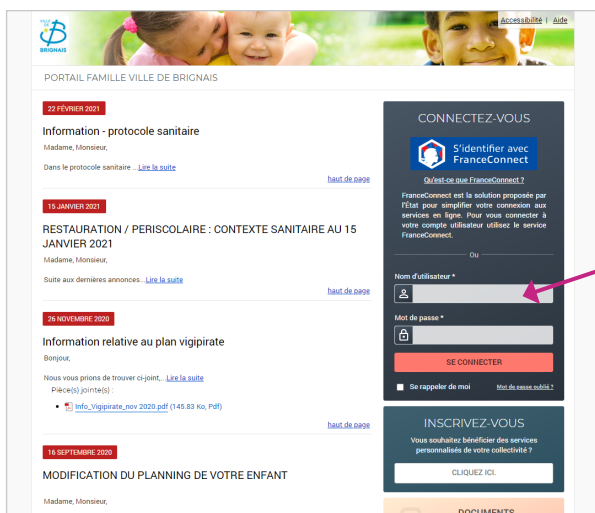 Accessibilité | Aide
VILLE DE
BRIGNAIS
PORTAIL FAMILLE VILLE DE BRIGNAIS
22 FÉVRIER 2021
Information - protocole sanitaire
Madame, Monsieur,
Dans le protocole sanitaire ...Lire la suite
haut de page
15 JANVIER 2021
RESTAURATION / PERISCOLAIRE : CONTEXTE SANITAIRE AU 15
JANVIER 2021
Madame, Monsieur,
Suite aux dernières annonces...Lire la suite
haut de page
26 NOVEMBRE 2020
Information relative au plan vigipirate
Bonjour,
Nous vous prions de trouver ci-joint,...Lire la suite
Pièce(s) jointe(s) :
Info_Vigipirate_nov 2020.pdf (145.83 Ko, Pdf)
haut de page
16 SEPTEMBRE 2020
MODIFICATION DU PLANNING DE VOTRE ENFANT
Madame, Monsieur,
CONNECTEZ-VOUS
S'identifier avec
FranceConnect
Qu'est-ce que FranceConnect ?
FranceConnect est la solution proposée par
l'État pour simplifier votre connexion aux
services en ligne. Pour vous connecter à
votre compte utilisateur utilisez le service
FranceConnect.
Ou
Nom d'utilisateur *
Mot de passe *
SE CONNECTER
Se rappeler de moi Mot de passe oublié ?
INSCRIVEZ-VOUS
Vous souhaitez bénéficier des services
personnalisés de votre collectivité ?
CLIQUEZ ICI.
DOCUMENTS